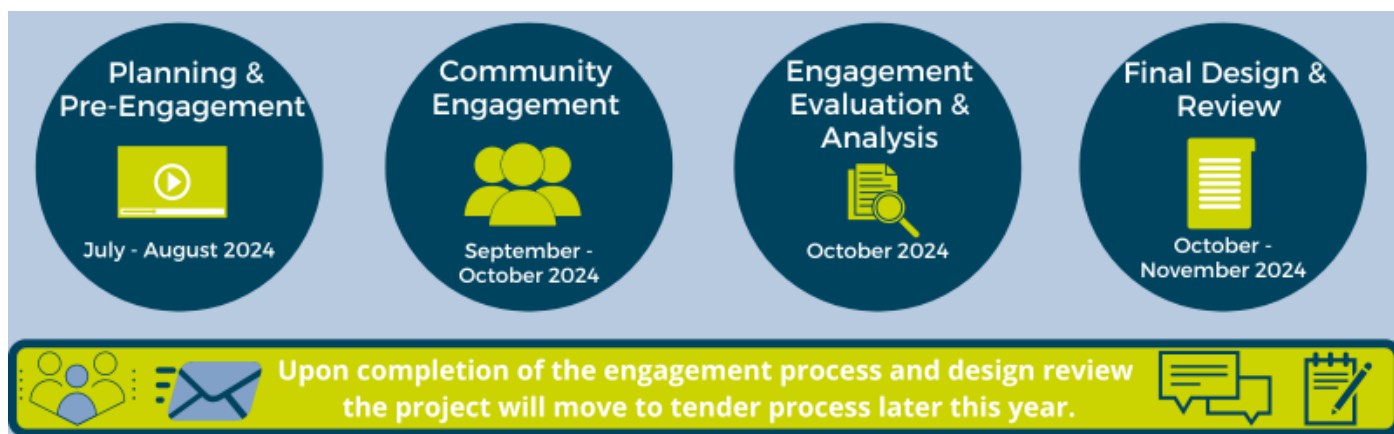 Planning &
Pre-Engagement
July - August 2024
Community
Engagement
September -
October 2024
Engagement
Evaluation &
Analysis
October 2024
Final Design &
Review
October -
November 2024
Upon completion of the engagement process and design review
the project will move to tender process later this year.